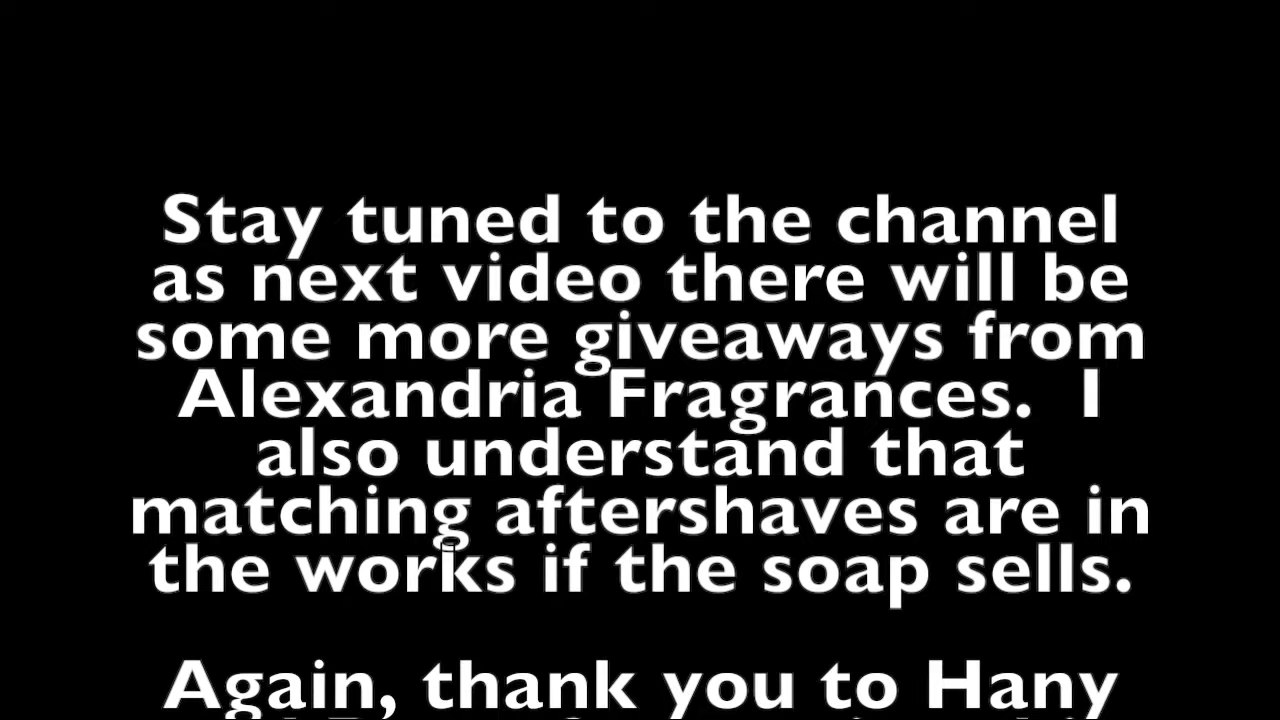 Stay tuned to the channel
as next video there will be
some more giveaways from
Alexandria Fragrances.  I
also understand that
matching aftershaves are in
the works if the soap sells.
Again, thank you to Hany